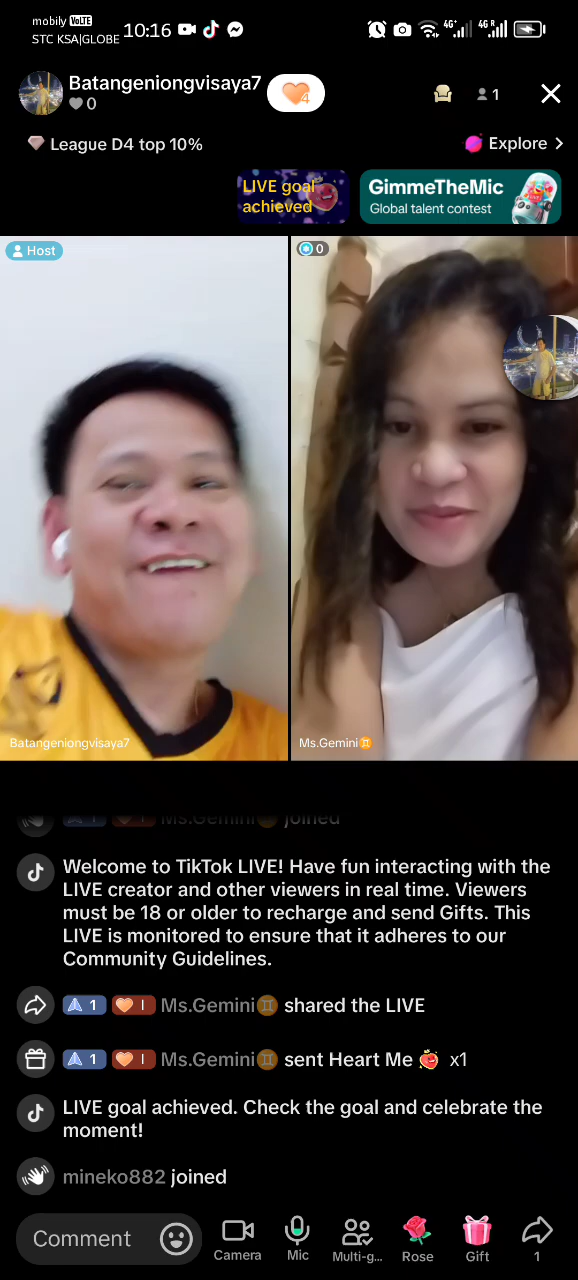 mobily VoLTE
STC KSA|GLOBE
10:16
4G+
4G R
Batangeniongvisaya7
0
4
1
League D4 top 10%
Explore
LIVE goal
achieved
GimmeTheMic
Global talent contest
Host
0
Batangeniongvisaya7
Ms.Gemini♊
1 I Ms.Gemini♊ joined
Welcome to TikTok LIVE! Have fun interacting with the
LIVE creator and other viewers in real time. Viewers
must be 18 or older to recharge and send Gifts. This
LIVE is monitored to ensure that it adheres to our
Community Guidelines.
1 I Ms.Gemini♊ shared the LIVE
1 I Ms.Gemini♊ sent Heart Me x1
LIVE goal achieved. Check the goal and celebrate the
moment!
mineko882 joined
Comment
Camera
Mic
Multi-g...
Rose
Gift
1